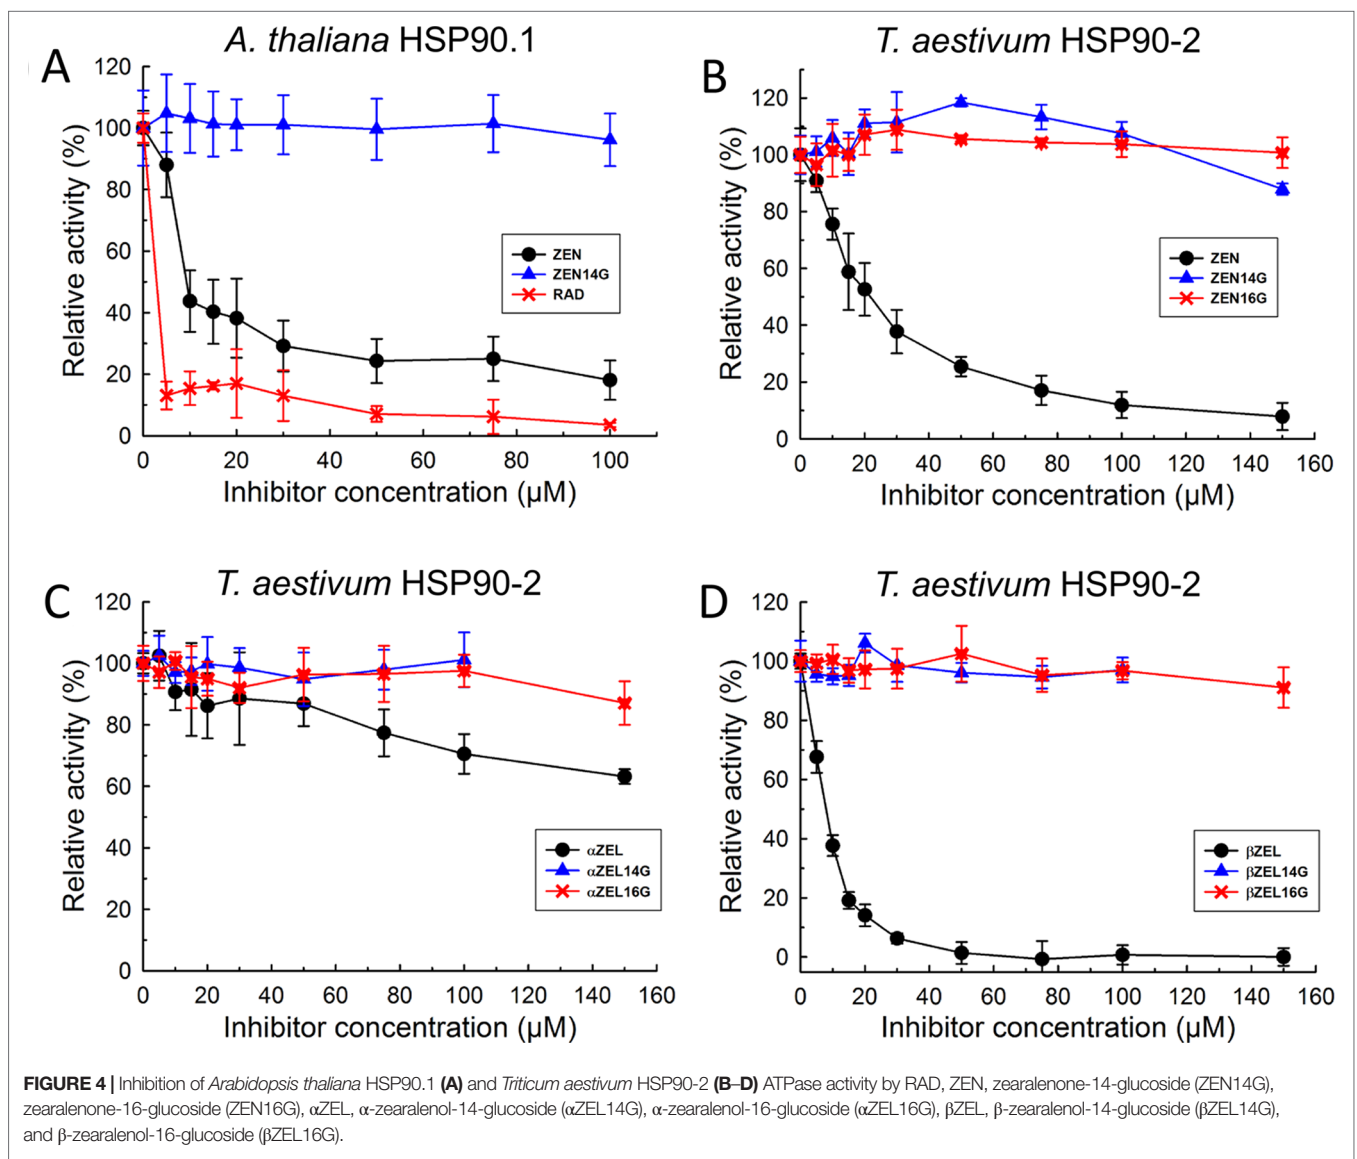 A
A. thaliana HSP90.1
120
100
80
60
40
20
0
Relative activity (%)
ZEN
ZEN14G
RAD
0 20 40 60 80 100
Inhibitor concentration (µM)
B
T. aestivum HSP90-2
120
100
80
60
40
20
0
Relative activity (%)
ZEN
ZEN14G
ZEN16G
0 20 40 60 80 100 120 140 160
Inhibitor concentration (µM)
C
T. aestivum HSP90-2
120
100
80
60
40
20
0
Relative activity (%)
αZEL
αZEL14G
αZEL16G
0 20 40 60 80 100 120 140 160
Inhibitor concentration (µM)
D
T. aestivum HSP90-2
120
100
80
60
40
20
0
Relative activity (%)
βZEL
βZEL14G
βZEL16G
0 20 40 60 80 100 120 140 160
Inhibitor concentration (µM)
FIGURE 4 | Inhibition of Arabidopsis thaliana HSP90.1 (A) and Triticum aestivum HSP90-2 (B–D) ATPase activity by RAD, ZEN, zearalenone-14-glucoside (ZEN14G),
zearalenone-16-glucoside (ZEN16G), αZEL, α-zearalenol-14-glucoside (αZEL14G), α-zearalenol-16-glucoside (αZEL16G), βZEL, β-zearalenol-14-glucoside (βZEL14G),
and β-zearalenol-16-glucoside (βZEL16G).